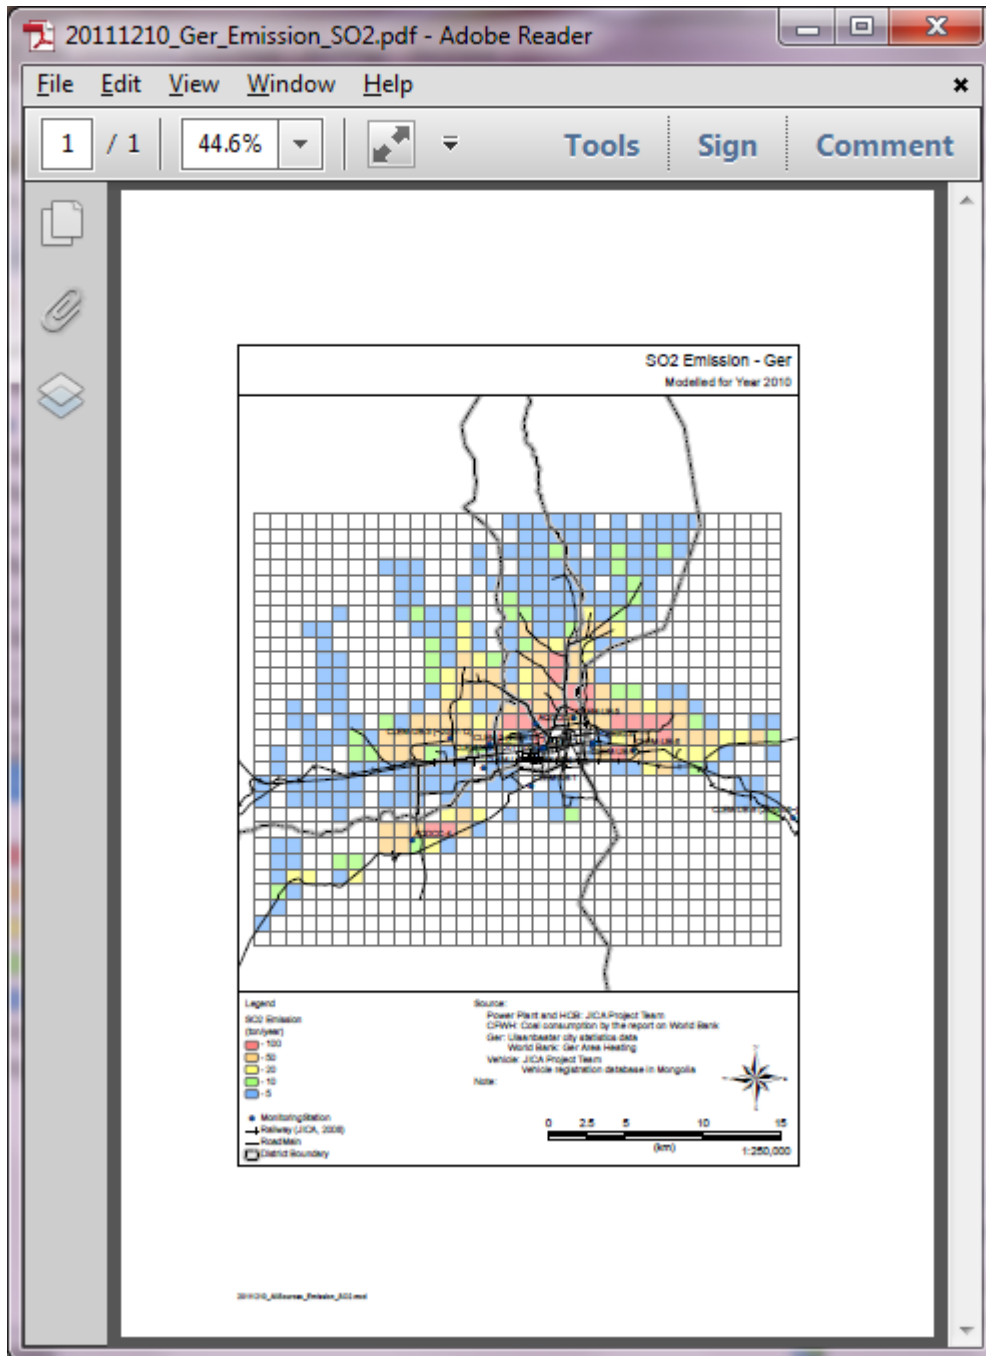 20111210_Ger_Emission_SO2.pdf - Adobe Reader
File Edit View Window Help
1 / 1 44.6% Tools Sign Comment
SO2 Emission - Ger
Modelled for Year 2010
Legend
SO2 Emission
(ton/year)
- 100
- 50
- 20
- 10
- 5
MonitoringStation
Railway (JICA, 2008)
RoadMain
District Boundary
Source:
Power Plant and HOB: JICA Project Team
CFWH: Coal consumption by the report on World Bank
Ger: Ulaanbaatar city statistics data
World Bank: Ger Area Heating
Vehicle: JICA Project Team
Vehicle registration database in Mongolia
Note:
0 2.5 5 10 15
(km)
1:250,000
20111210_AllSources_Emission_SO2.mxd